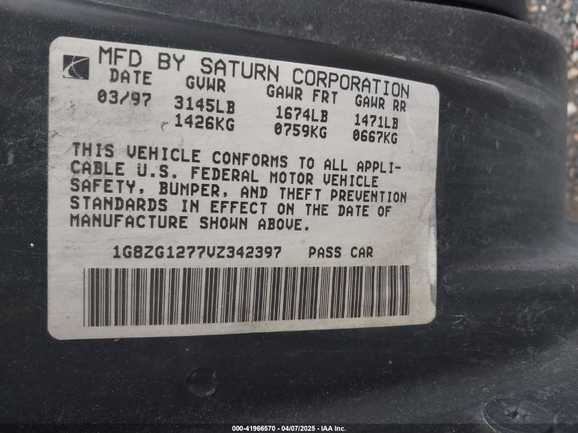 MFD BY SATURN CORPORATION
DATE GVWR GAWR FRT GAWR RR
03/97 3145LB 1674LB 1471LB
1426KG 0759KG 0667KG
THIS VEHICLE CONFORMS TO ALL APPLI-
CABLE U.S. FEDERAL MOTOR VEHICLE
SAFETY, BUMPER, AND THEFT PREVENTION
STANDARDS IN EFFECT ON THE DATE OF
MANUFACTURE SHOWN ABOVE.
1G8ZG1277VZ342397 PASS CAR
000-41966570 04/07/2025 IAA Inc.